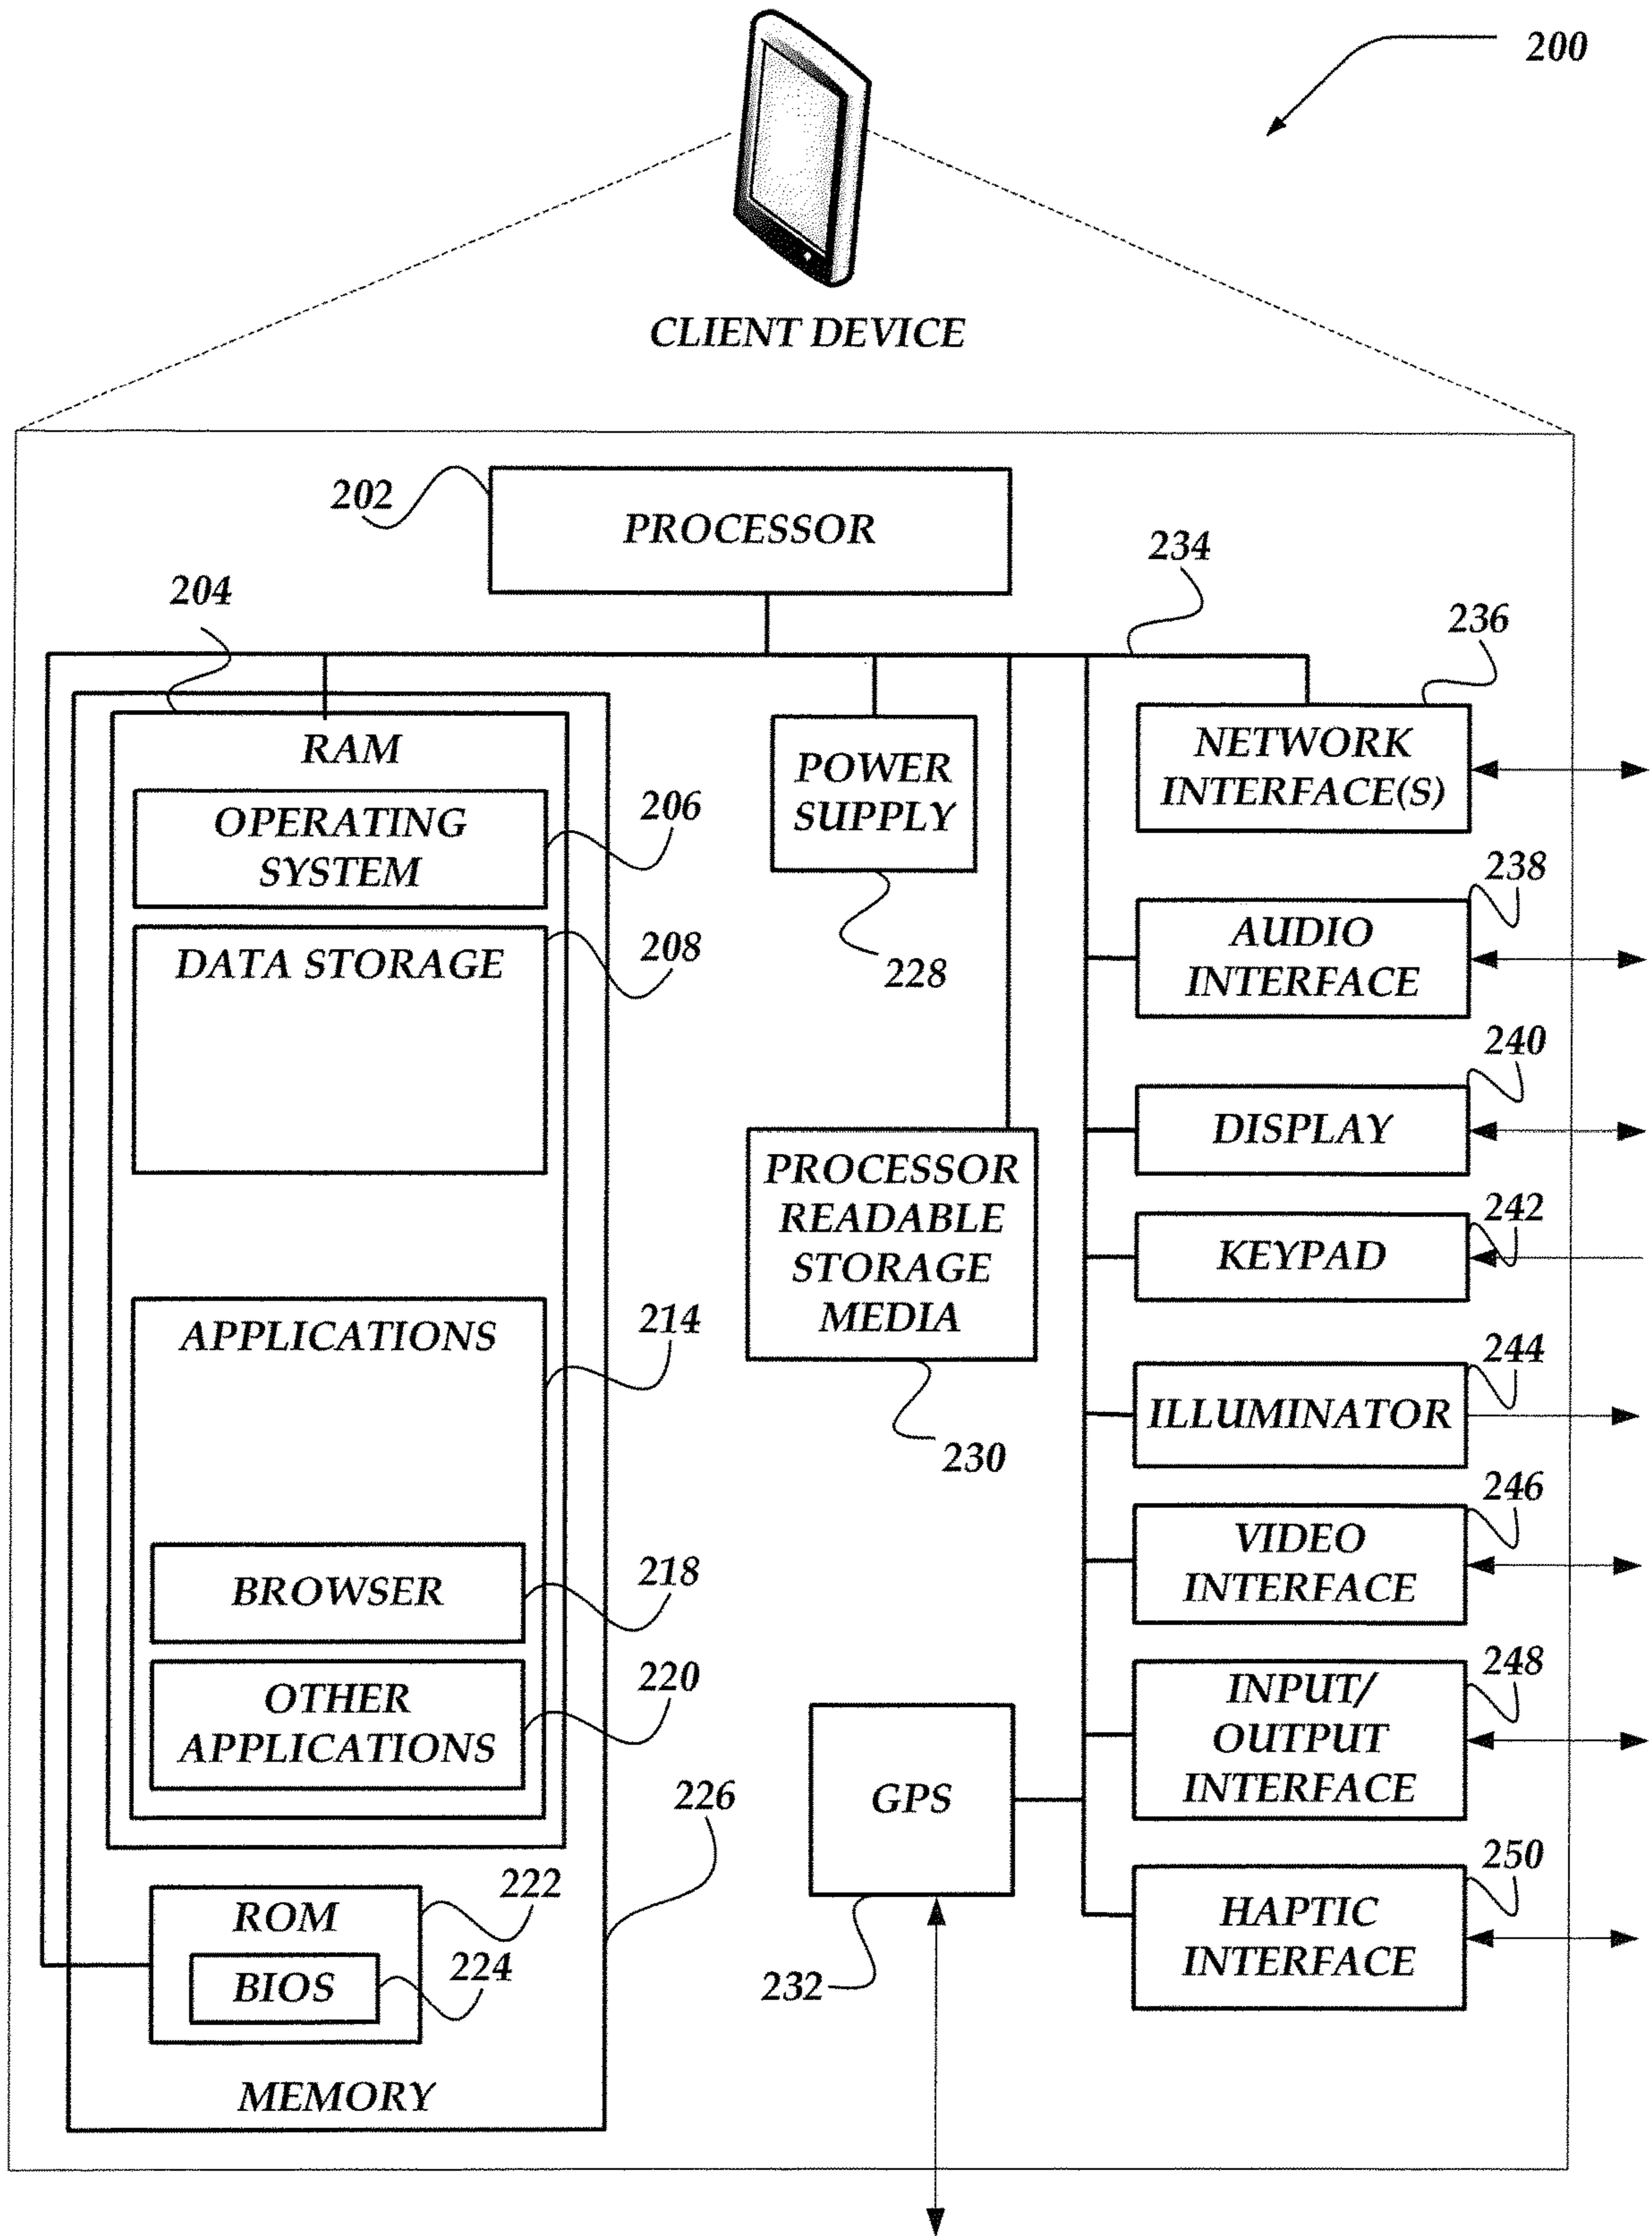 200
CLIENT DEVICE
202
PROCESSOR
234
204
236
RAM
OPERATING
SYSTEM
206
DATA STORAGE
208
APPLICATIONS
214
BROWSER
218
OTHER
APPLICATIONS
220
226
ROM
222
BIOS
224
MEMORY
POWER
SUPPLY
228
PROCESSOR
READABLE
STORAGE
MEDIA
230
GPS
232
NETWORK
INTERFACE(S)
238
AUDIO
INTERFACE
240
DISPLAY
242
KEYPAD
244
ILLUMINATOR
246
VIDEO
INTERFACE
248
INPUT/
OUTPUT
INTERFACE
250
HAPTIC
INTERFACE